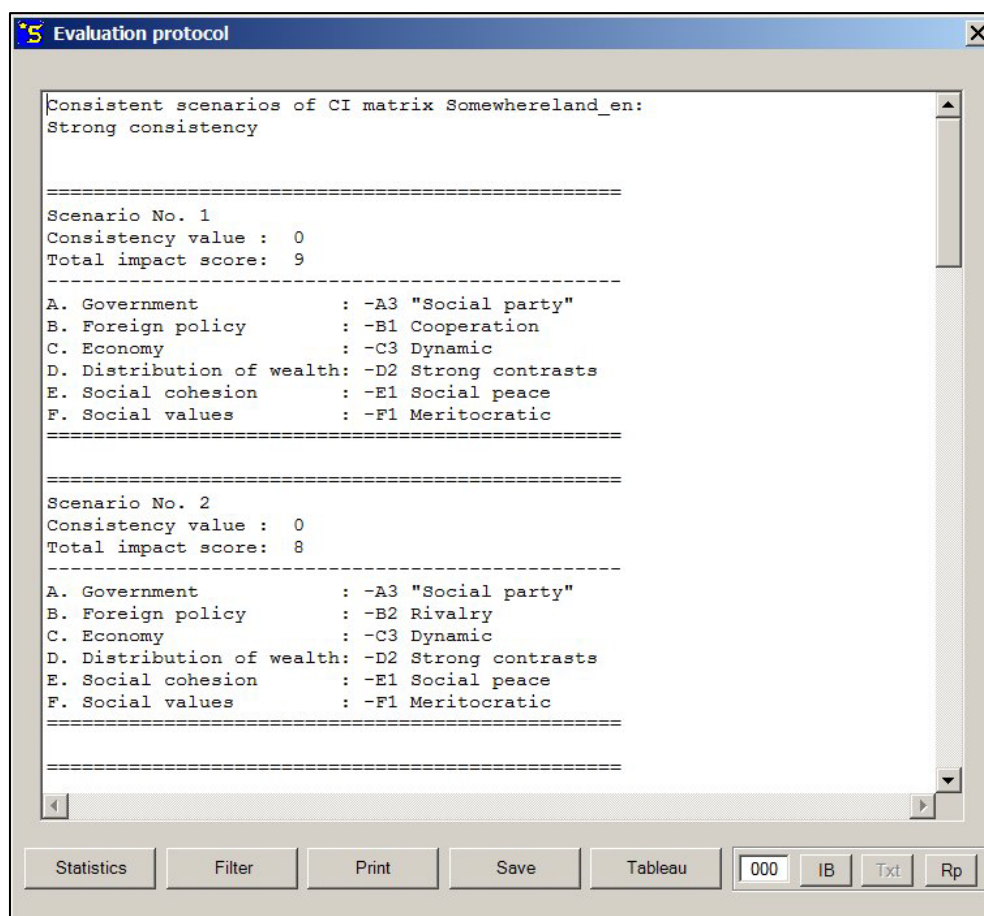 Evaluation protocol
Consistent scenarios of CI matrix Somewhereland_en:
Strong consistency
==================================================
Scenario No. 1
Consistency value :  0
Total impact score:  9
--------------------------------------------------
A. Government             : -A3 "Social party"
B. Foreign policy         : -B1 Cooperation
C. Economy                : -C3 Dynamic
D. Distribution of wealth: -D2 Strong contrasts
E. Social cohesion        : -E1 Social peace
F. Social values          : -F1 Meritocratic
==================================================
==================================================
Scenario No. 2
Consistency value :  0
Total impact score:  8
--------------------------------------------------
A. Government             : -A3 "Social party"
B. Foreign policy         : -B2 Rivalry
C. Economy                : -C3 Dynamic
D. Distribution of wealth: -D2 Strong contrasts
E. Social cohesion        : -E1 Social peace
F. Social values          : -F1 Meritocratic
==================================================
==================================================
Statistics Filter Print Save Tableau 000 IB Txt Rp